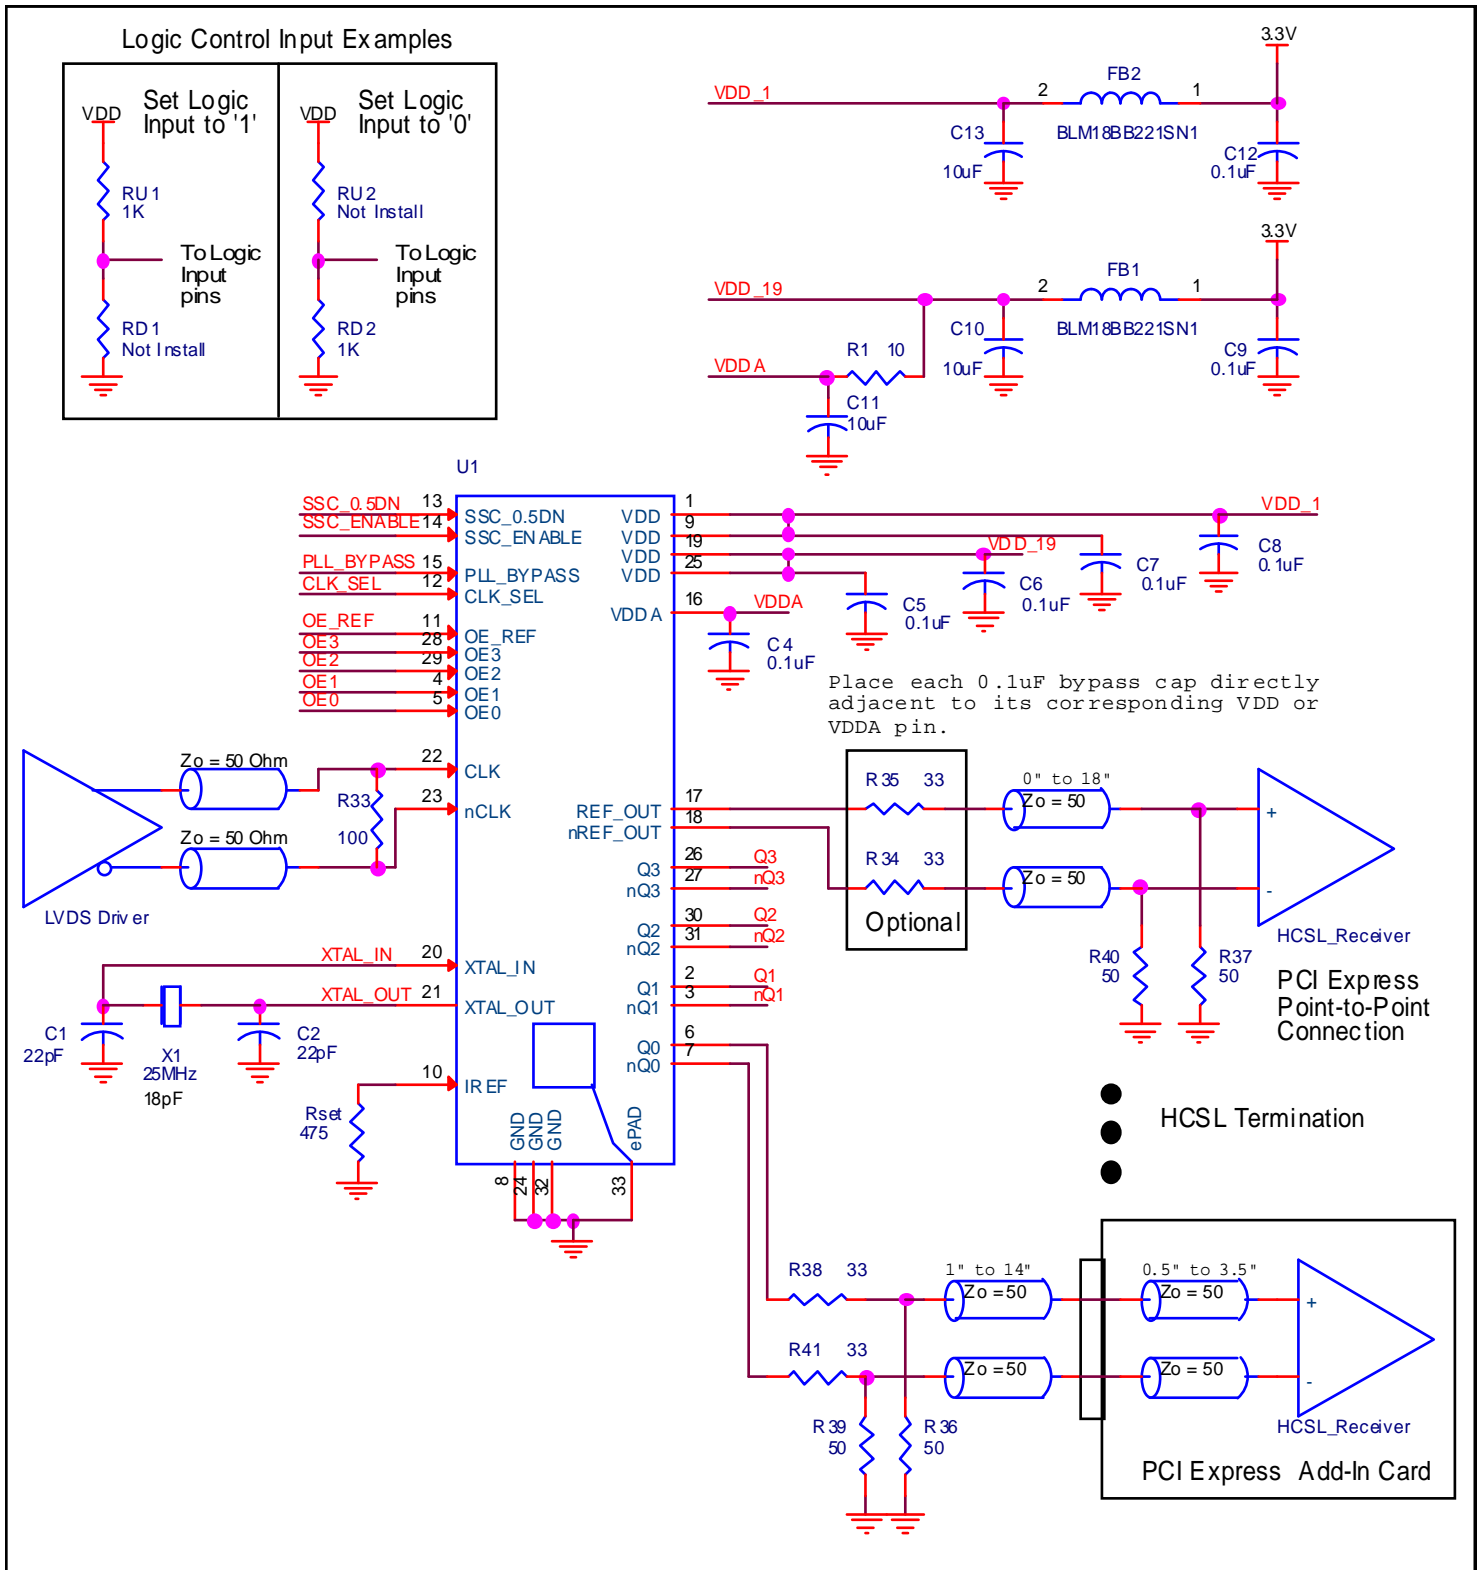 Logic Control Input Examples
VDD
Set Logic
Input to '1'
RU1
1K
To Logic
Input
pins
RD1
Not Install
VDD
Set Logic
Input to '0'
RU2
Not Install
To Logic
Input
pins
RD2
1K
3.3V
VDD_1
2
FB2
1
BLM18BB221SN1
C13
10uF
C12
0.1uF
3.3V
VDD_19
2
FB1
1
BLM18BB221SN1
C10
10uF
C9
0.1uF
VDDA
R1 10
C11
10uF
U1
SSC_0.5DN 13 SSC_0.5DN
SSC_ENABLE 14 SSC_ENABLE
PLL_BYPASS 15 PLL_BYPASS
CLK_SEL 12 CLK_SEL
OE_REF 11 OE_REF
OE3 28 OE3
OE2 29 OE2
OE1 4 OE1
OE0 5 OE0
VDD 1
VDD 9
VDD 19
VDD 25
VDDA 16
VDD_1
VDD_19
VDDA
C8
0.1uF
C7
0.1uF
C6
0.1uF
C5
0.1uF
C4
0.1uF
Place each 0.1uF bypass cap directly
adjacent to its corresponding VDD or
VDDA pin.
Zo = 50 Ohm
22 CLK
R33
100
23 nCLK
Zo = 50 Ohm
LVDS Driver
REF_OUT 17
nREF_OUT 18
Q3 26 Q3
nQ3 27 nQ3
Q2 30 Q2
nQ2 31 nQ2
Q1 2 Q1
nQ1 3 nQ1
Q0 6
nQ0 7
R35 33
R34 33
Optional
0" to 18"
Zo = 50
Zo = 50
+
-
HCSL_Receiver
R40
50
R37
50
PCI Express
Point-to-Point
Connection
XTAL_IN 20 XTAL_IN
XTAL_OUT 21 XTAL_OUT
C1
22pF
X1
25MHz
18pF
C2
22pF
10 IREF
Rset
475
GND
GND
GND
ePAD
8
24
32
33
HCSL Termination
R38 33
R41 33
1" to 14"
Zo = 50
Zo = 50
0.5" to 3.5"
Zo = 50
Zo = 50
+
-
HCSL_Receiver
R39
50
R36
50
PCI Express Add-In Card